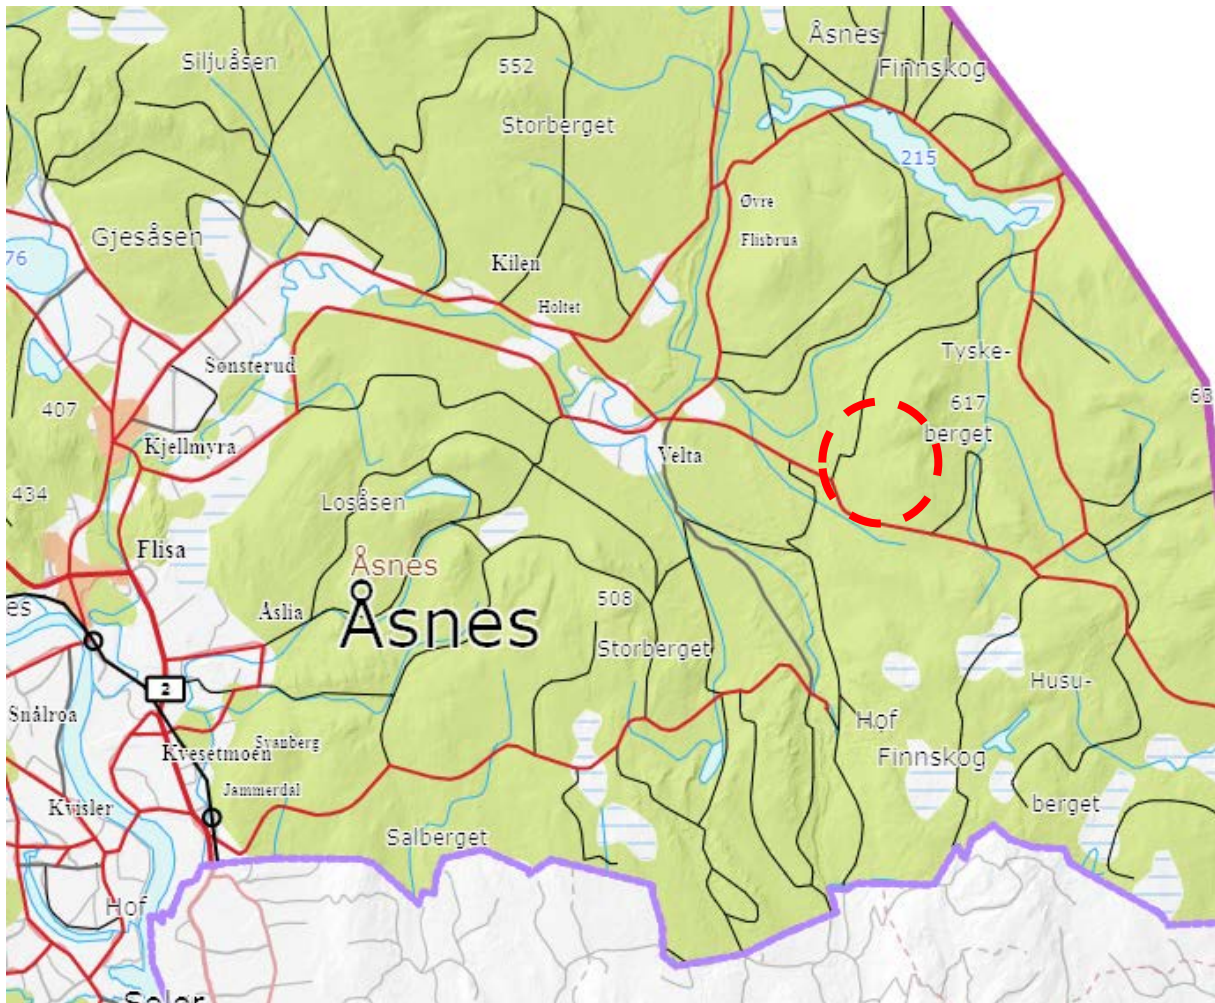 Åsnes
Siljuåsen
552
Finnskog
Storberget
215
Øvre
Gjesåsen
Flisbrua
76
Kilen
Holtet
Tyske-
Sønsterud
617
407
berget
Kjellmyra
Velta
434
Losåsen
Flisa
Åsnes
508
Åslia
Åsnes
Storberget
Husu-
2
Snålroa
Hof
Svanberg
Kvesetmoen
Finnskog
Jammerdal
berget
Kvisler
Salberget
Hof